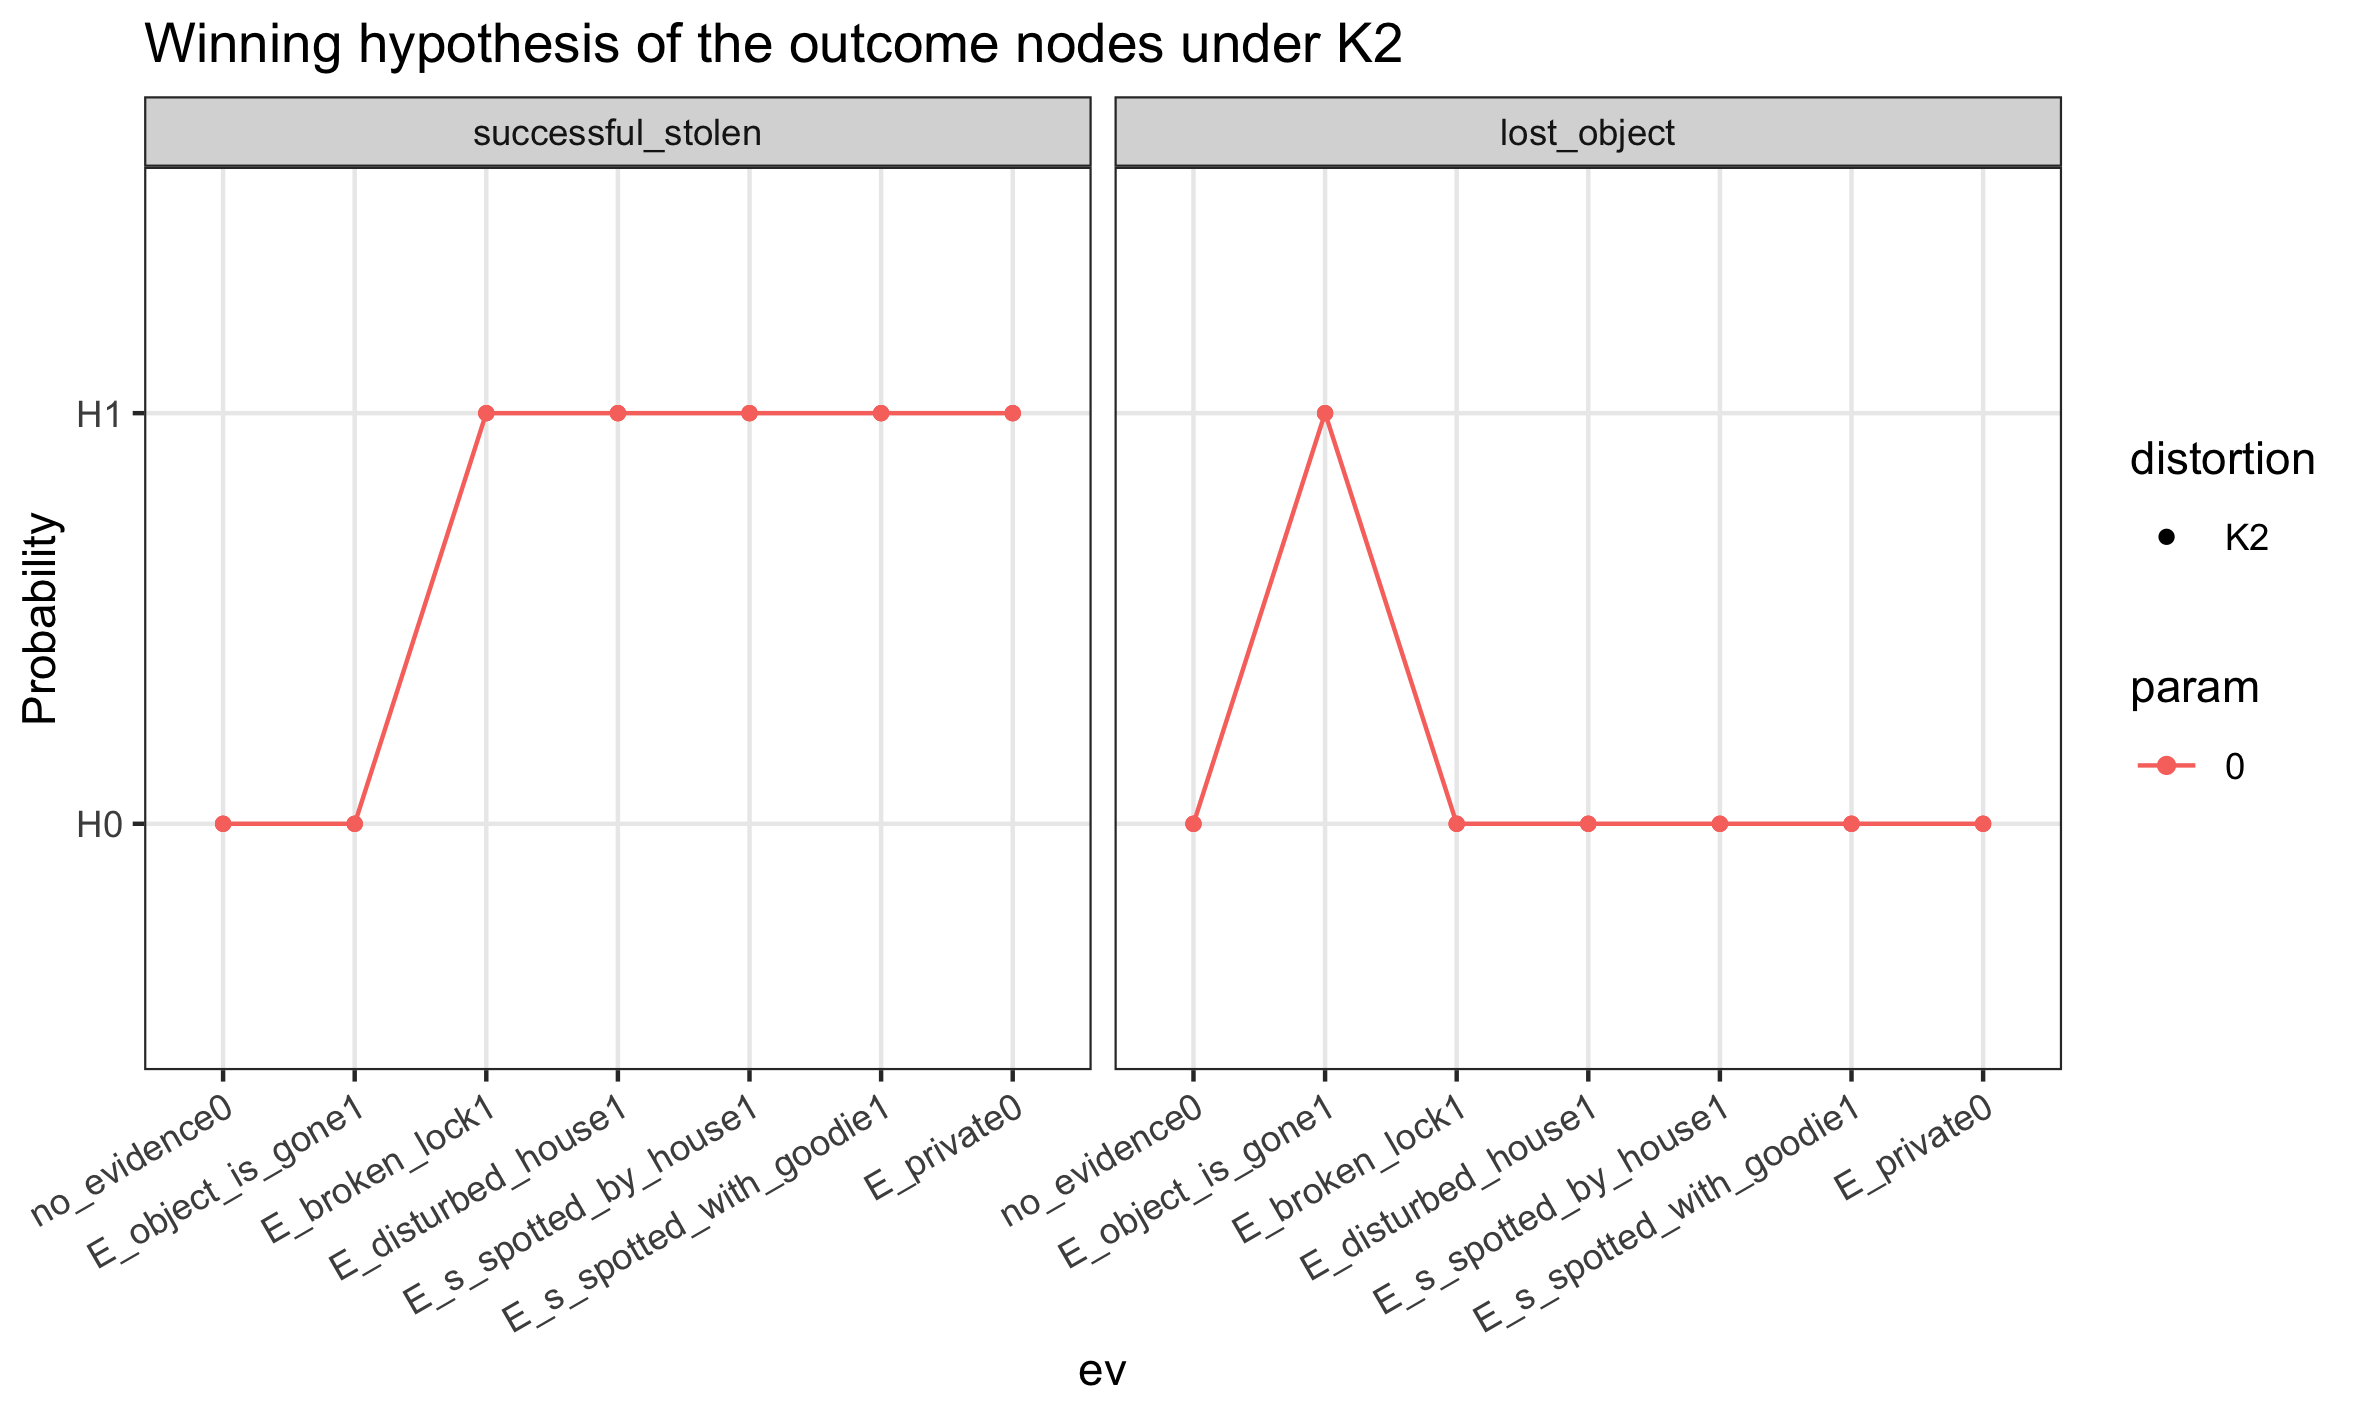 Winning hypothesis of the outcome nodes under K2
successful_stolen
lost_object
Probability
H1
H0
no_evidence0
E_object_is_gone1
E_broken_lock1
E_disturbed_house1
E_s_spotted_by_house1
E_s_spotted_with_goodie1
E_private0
no_evidence0
E_object_is_gone1
E_broken_lock1
E_disturbed_house1
E_s_spotted_by_house1
E_s_spotted_with_goodie1
E_private0
ev
distortion
K2
param
0